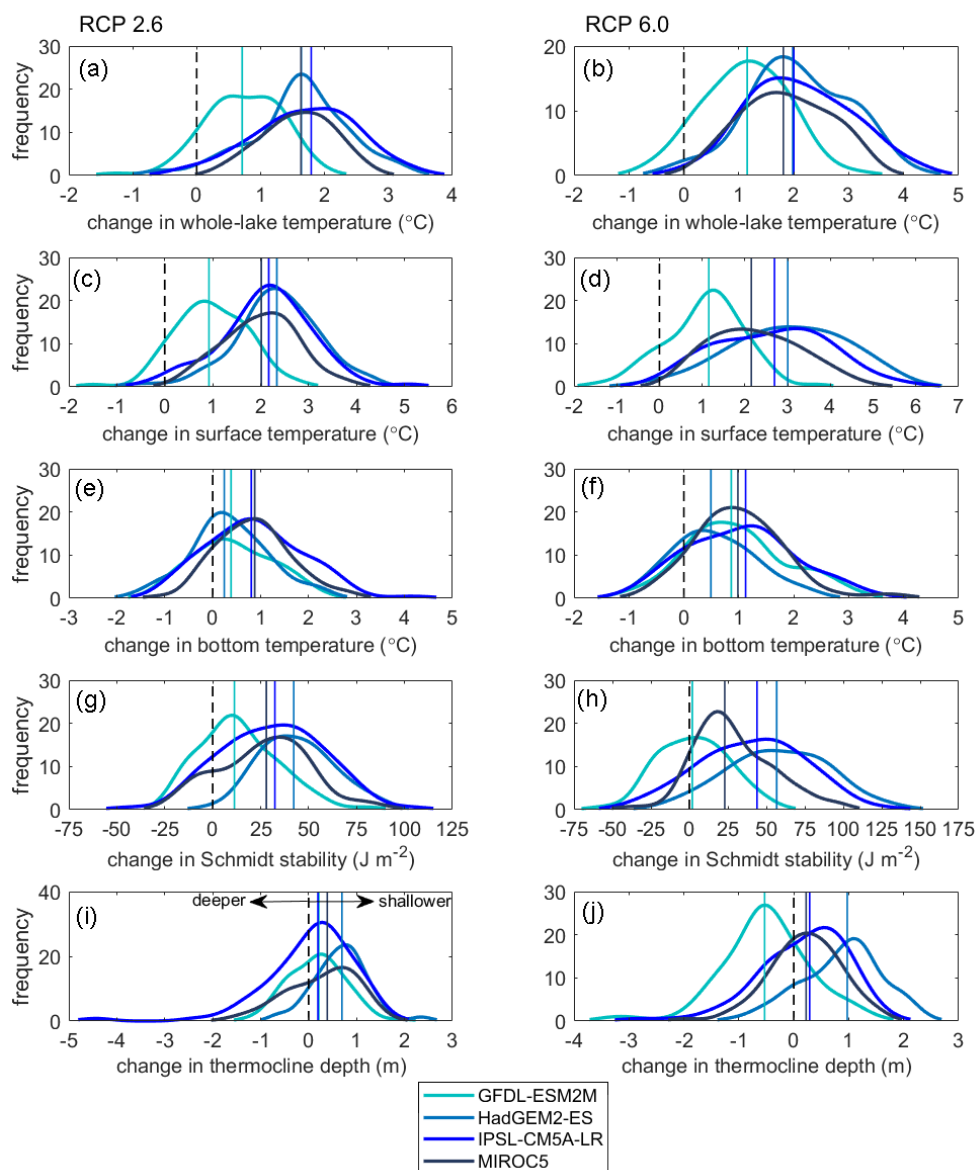 RCP 2.6
RCP 6.0
(a)
frequency
30
20
10
0
-2 -1 0 1 2 3 4
change in whole-lake temperature (°C)
(b)
20
10
0
-2 -1 0 1 2 3 4 5
change in whole-lake temperature (°C)
(c)
frequency
30
20
10
0
-2 -1 0 1 2 3 4 5 6
change in surface temperature (°C)
(d)
30
20
10
0
-2 -1 0 1 2 3 4 5 6 7
change in surface temperature (°C)
(e)
frequency
30
20
10
0
-3 -2 -1 0 1 2 3 4 5
change in bottom temperature (°C)
(f)
30
20
10
0
-2 -1 0 1 2 3 4 5
change in bottom temperature (°C)
(g)
frequency
30
20
10
0
-75 -50 -25 0 25 50 75 100 125
change in Schmidt stability (J m-2)
(h)
30
20
10
0
-75 -50 -25 0 25 50 75 100 125 150 175
change in Schmidt stability (J m-2)
(i)
deeper shallower
frequency
40
30
20
10
0
-5 -4 -3 -2 -1 0 1 2 3
change in thermocline depth (m)
(j)
30
20
10
0
-4 -3 -2 -1 0 1 2 3
change in thermocline depth (m)
GFDL-ESM2M
HadGEM2-ES
IPSL-CM5A-LR
MIROC5